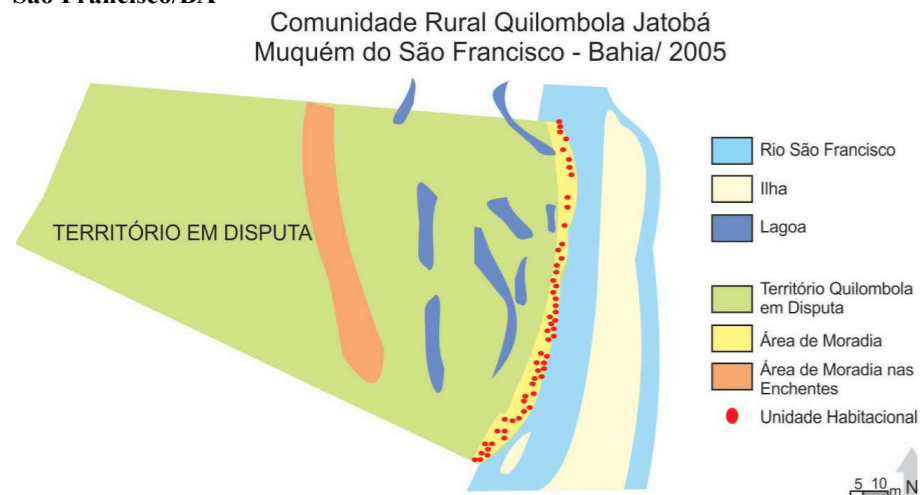 São Francisco/BA
Comunidade Rural Quilombola Jatobá
Muquém do São Francisco - Bahia/ 2005
TERRITÓRIO EM DISPUTA
Rio São Francisco
Ilha
Lagoa
Território Quilombola
em Disputa
Área de Moradia
Área de Moradia nas
Enchentes
Unidade Habitacional
5 10 m N